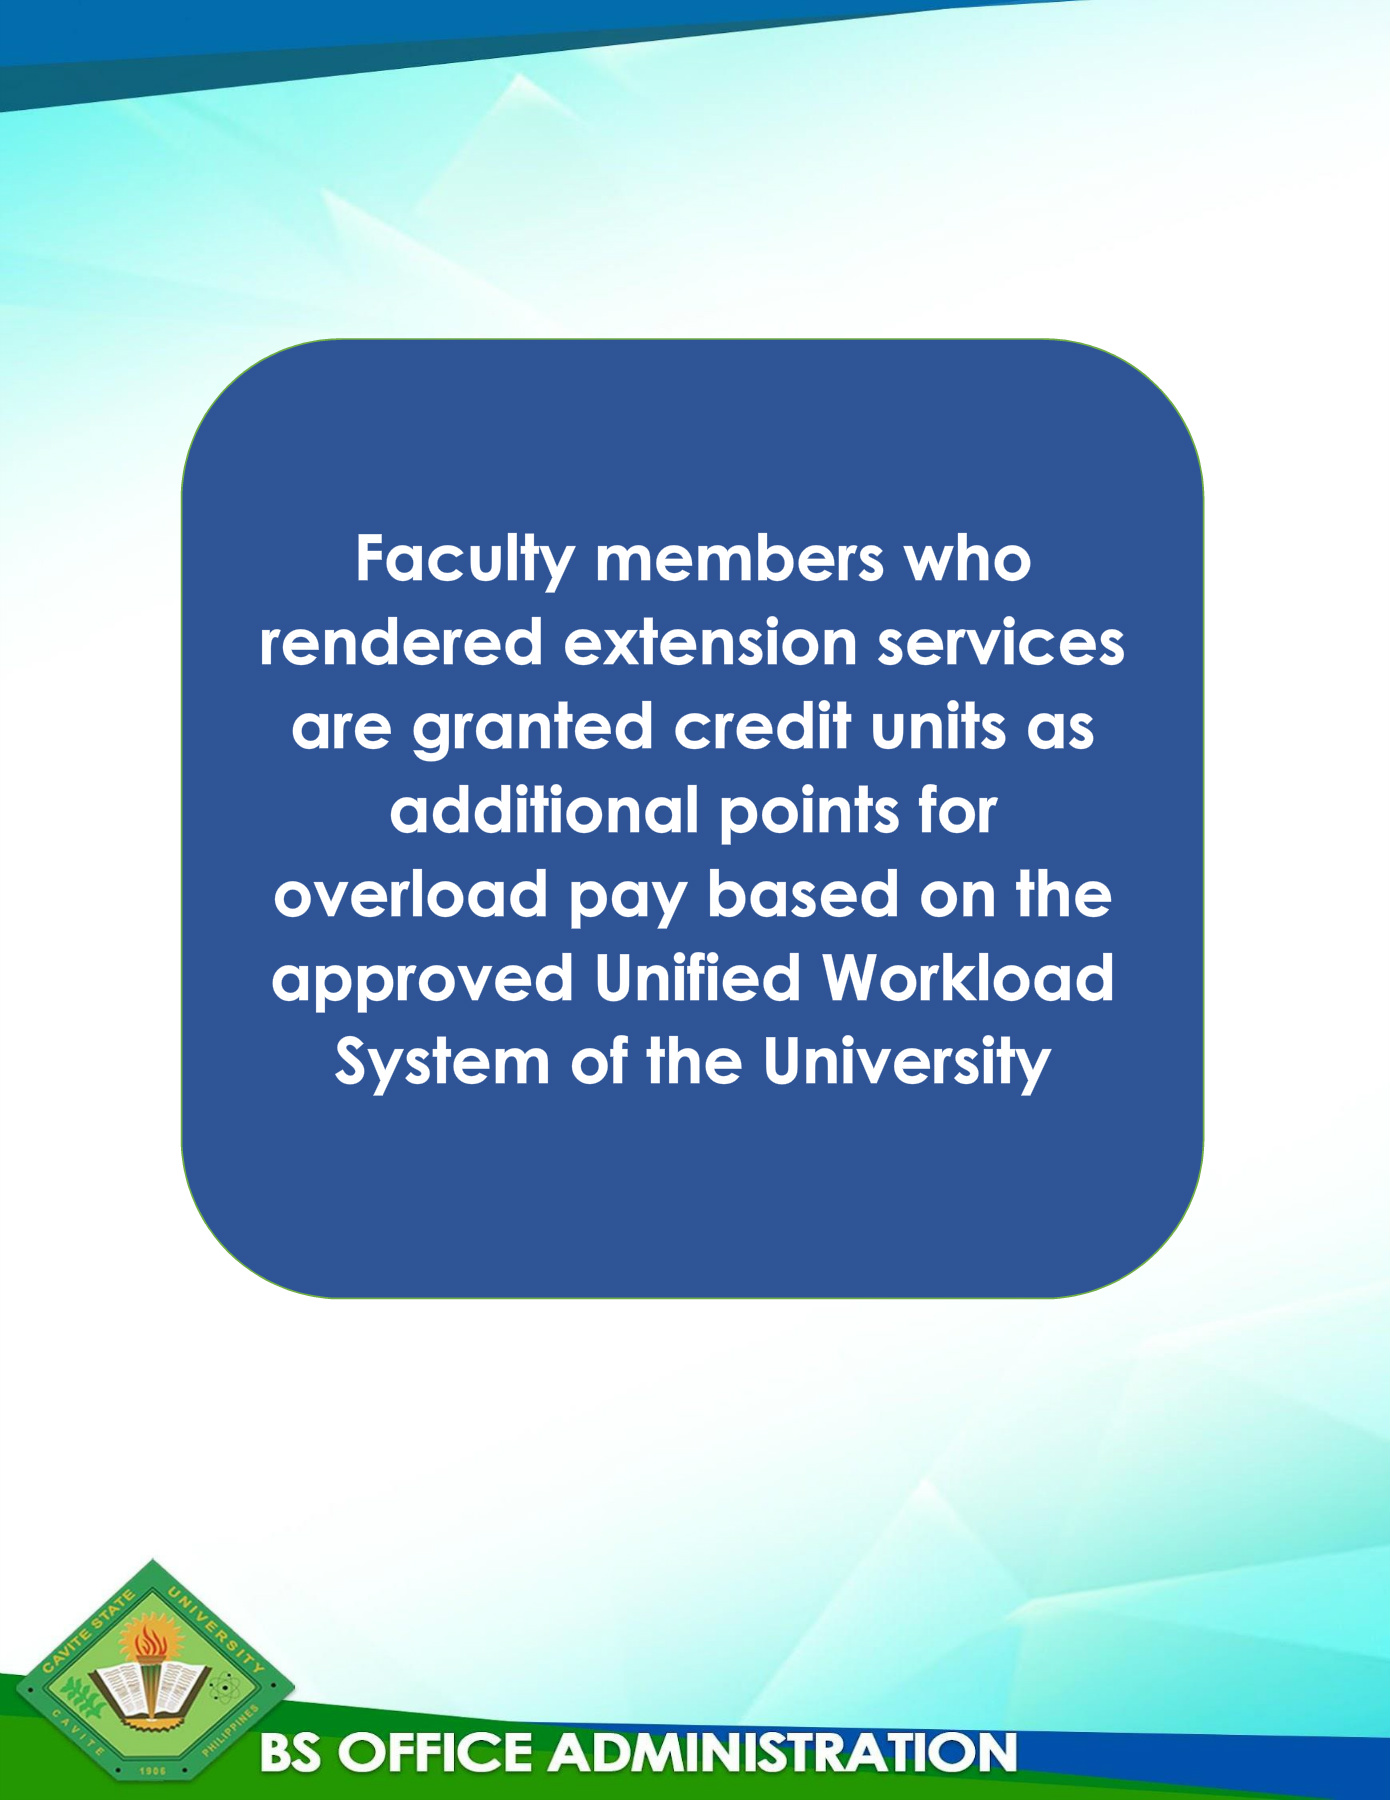 Faculty members who
rendered extension services
are granted credit units as
additional points for
overload pay based on the
approved Unified Workload
System of the University
CAVITE STATE UNIVERSITY
CAVITE PHILIPPINES
1906
BS OFFICE ADMINISTRATION